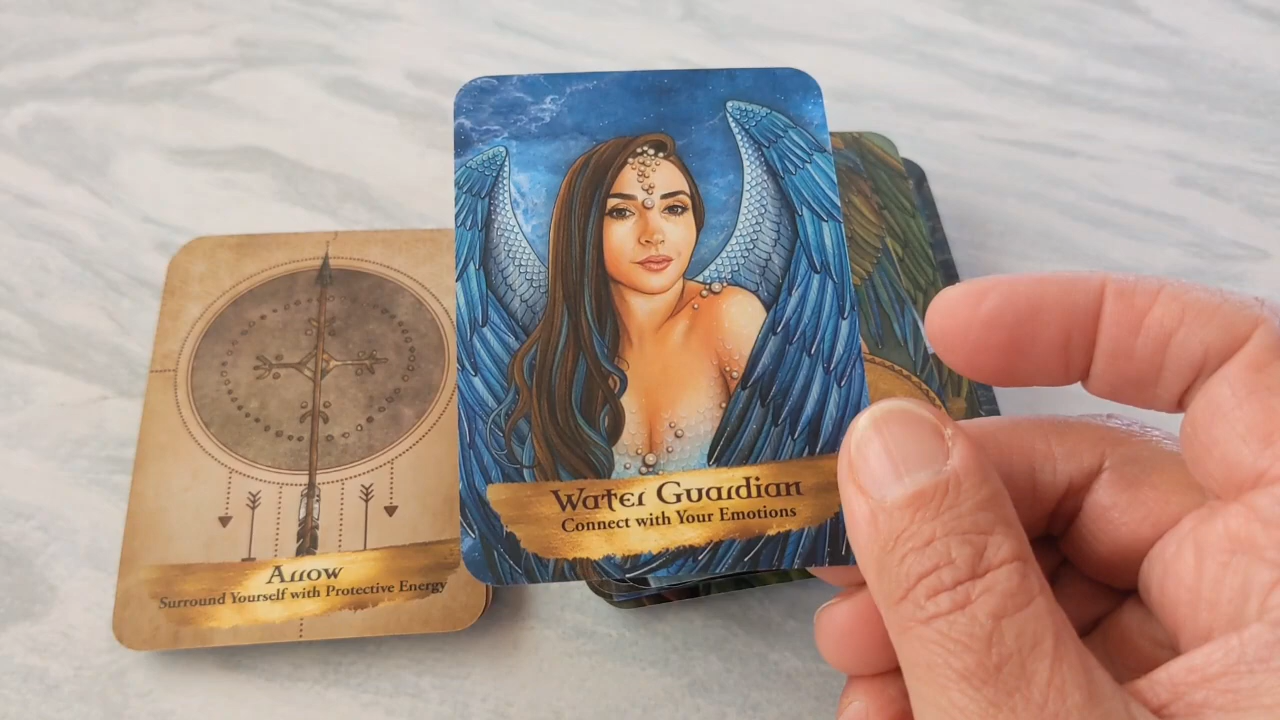 Water Guardian
Connect with Your Emotions
Arrow
Surround Yourself with Protective Energy